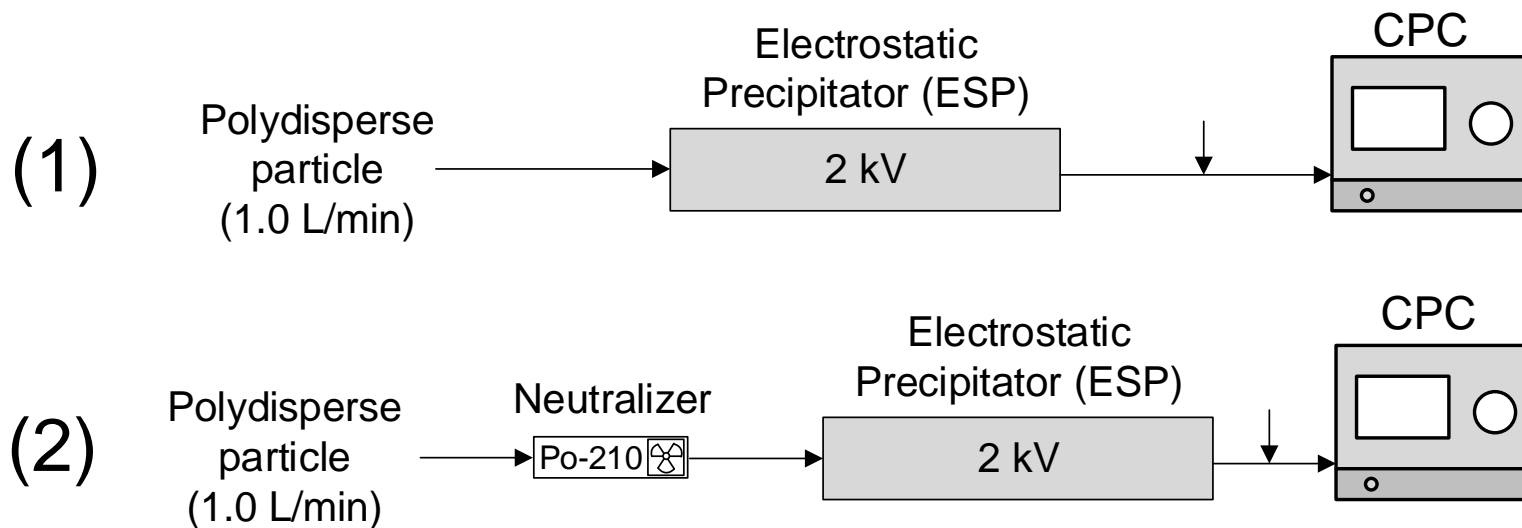 (1)
Polydisperse
particle
(1.0 L/min)
Electrostatic
Precipitator (ESP)
2 kV
CPC
(2)
Polydisperse
particle
(1.0 L/min)
Neutralizer
Po-210
Electrostatic
Precipitator (ESP)
2 kV
CPC